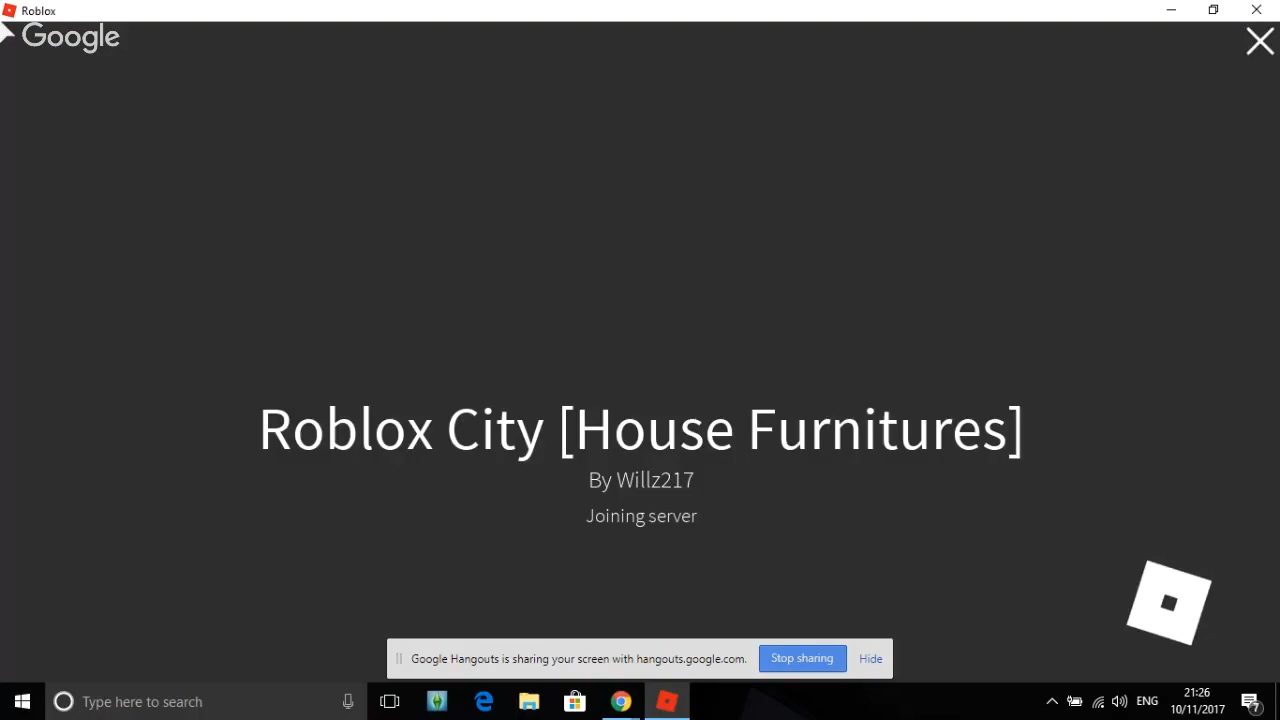 Roblox
Google
Roblox City [House Furnitures]
By Willz217
Joining server
Google Hangouts is sharing your screen with hangouts.google.com.
Stop sharing
Hide
Type here to search
ENG
21:26
10/11/2017
7